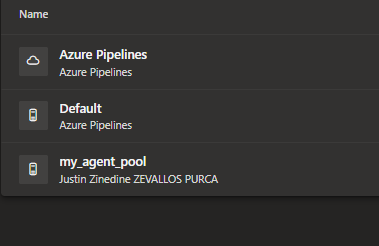 Name
Azure Pipelines
Azure Pipelines
Default
Azure Pipelines
my_agent_pool
Justin Zinedine ZEVALLOS PURCA